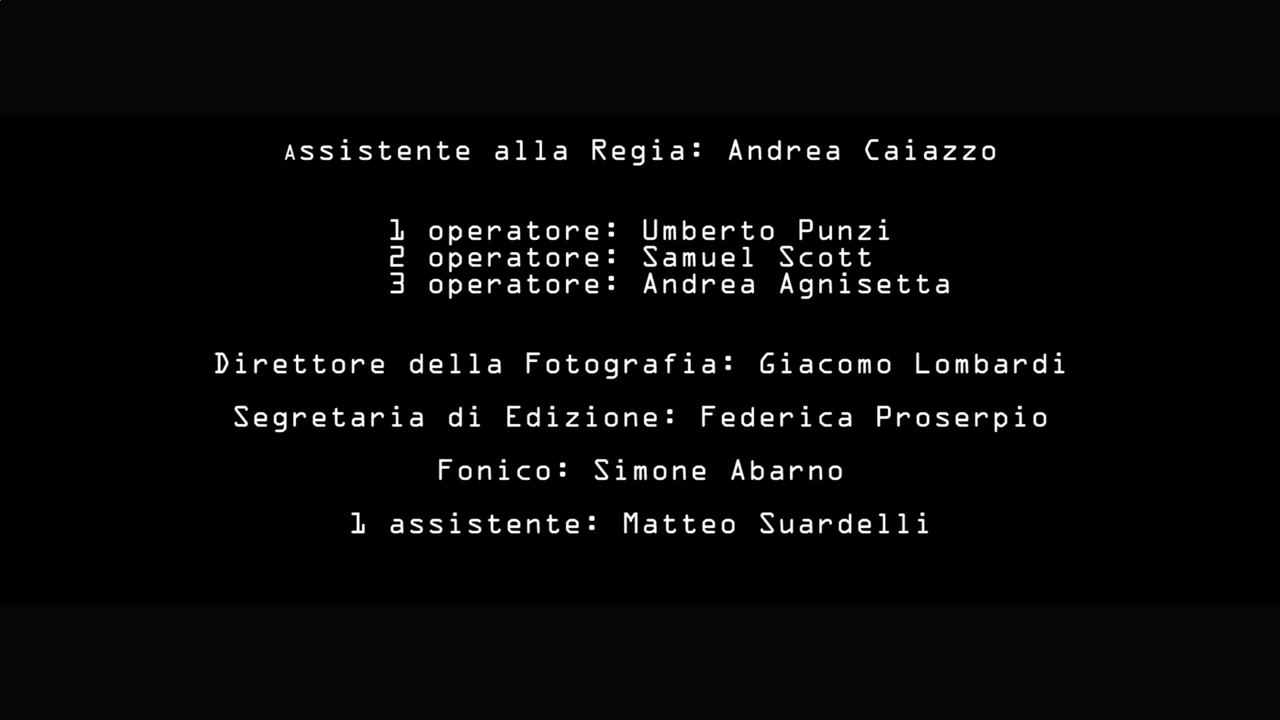 Assistente alla Regia: Andrea Caiazzo
1 operatore: Umberto Punzi
2 operatore: Samuel Scott
3 operatore: Andrea Agnisetta
Direttore della Fotografia: Giacomo Lombardi
Segretaria di Edizione: Federica Proserpio
Fonico: Simone Abarno
1 assistente: Matteo Suardelli